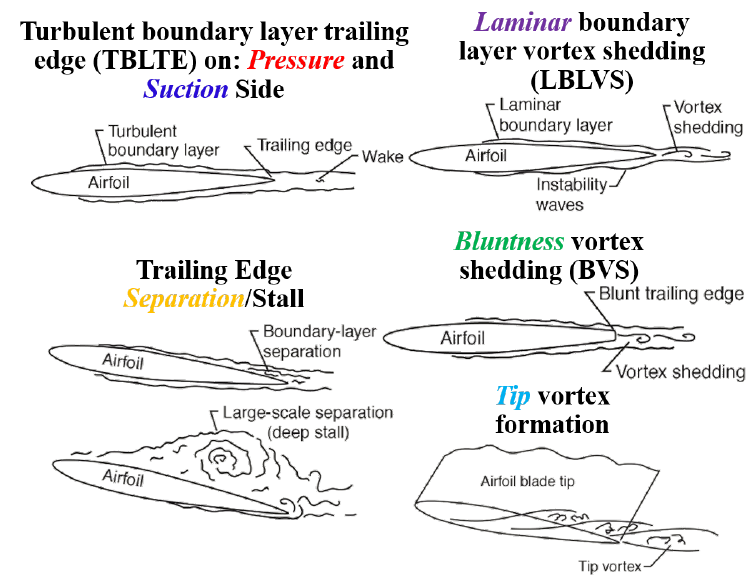 Turbulent boundary layer trailing
edge (TBLTE) on: Pressure and
Suction Side
Turbulent
boundary layer
Trailing edge
Wake
Airfoil
Laminar boundary
layer vortex shedding
(LBLVS)
Laminar
boundary layer
Vortex
shedding
Airfoil
Instability
waves
Trailing Edge
Separation/Stall
Boundary-layer
separation
Airfoil
Large-scale separation
(deep stall)
Airfoil
Bluntness vortex
shedding (BVS)
Blunt trailing edge
Airfoil
Vortex shedding
Tip vortex
formation
Airfoil blade tip
Tip vortex